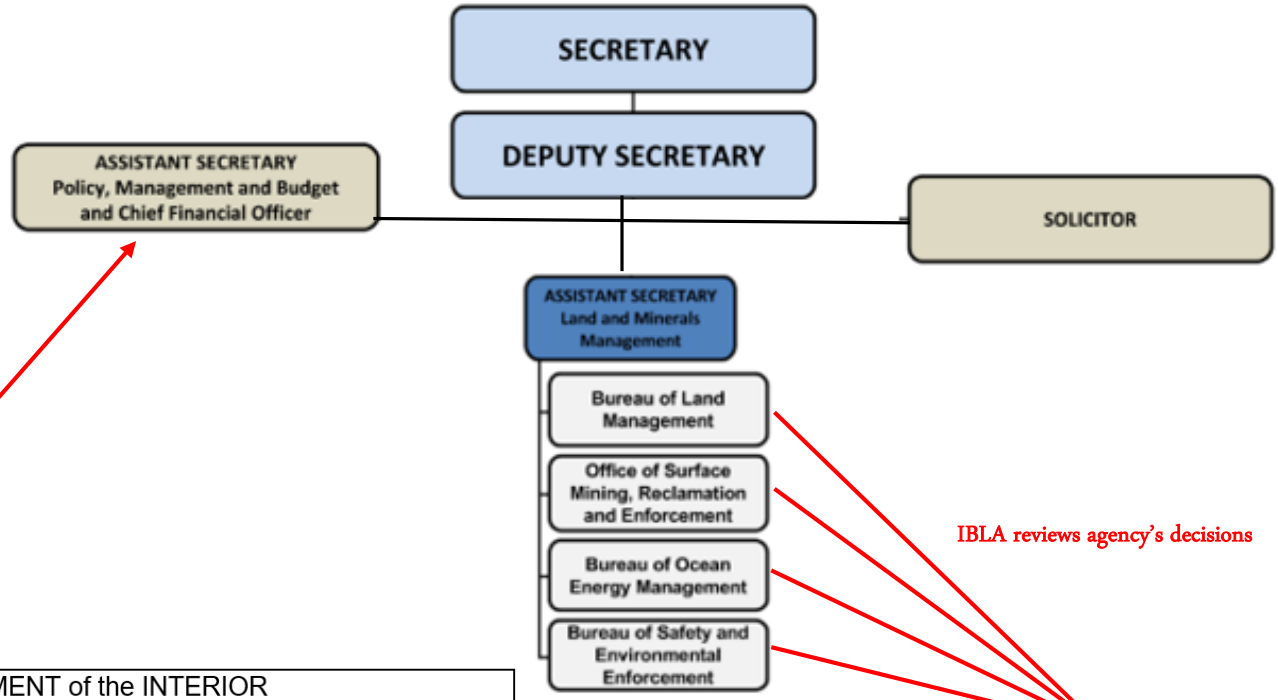 SECRETARY
DEPUTY SECRETARY
ASSISTANT SECRETARY
Policy, Management and Budget
and Chief Financial Officer
SOLICITOR
ASSISTANT SECRETARY
Land and Minerals
Management
Bureau of Land
Management
Office of Surface
Mining, Reclamation
and Enforcement
IBLA reviews agency’s decisions
Bureau of Ocean
Energy Management
Bureau of Safety and
Environmental
Enforcement
MENT of the INTERIOR